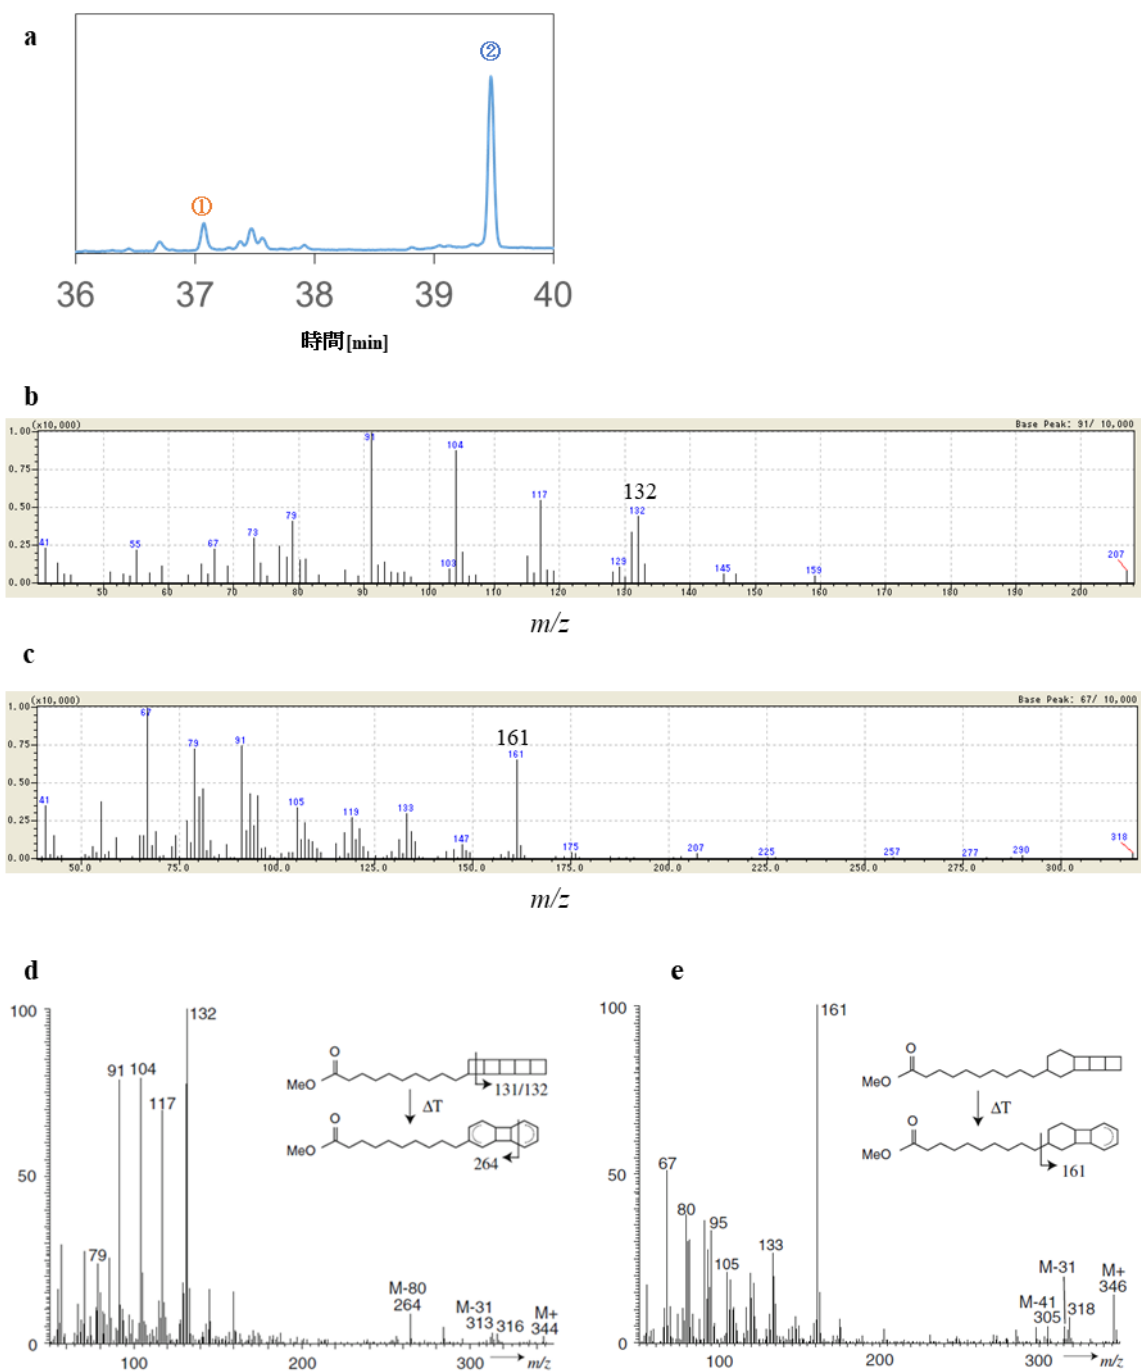 a
①
②
36 37 38 39 40
時間[min]
b
(x10,000)
Base Peak: 91/ 10,000
1.00
0.75
0.50
0.25
0.00
41 55 67 73 79 91 103 104 117 129 132 132 145 159 207
50 60 70 80 90 100 110 120 130 140 150 160 170 180 190 200
m/z
c
(x10,000)
Base Peak: 67/ 10,000
1.00
0.75
0.50
0.25
0.00
41 67 79 91 105 119 133 147 161 161 175 207 225 257 277 290 318
50.0 75.0 100.0 125.0 150.0 175.0 200.0 225.0 250.0 275.0 300.0
m/z
d
100
50
0
79
91
104
117
132
O
MeO
131/132
ΔT
O
MeO
264
M-80
264
M-31
313
316
M+
344
100 200 300 m/z
e
100
50
0
67
80
95
105
133
161
O
MeO
ΔT
O
MeO
161
M-41
305
M-31
318
M+
346
100 200 300 m/z